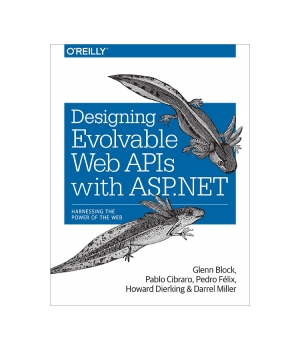 O'REILLY™
Designing
Evolvable
Web APIs
with ASP.NET
HARNESSING THE
POWER OF THE WEB
Glenn Block,
Pablo Cibraro, Pedro Félix,
Howard Dierking & Darrel Miller